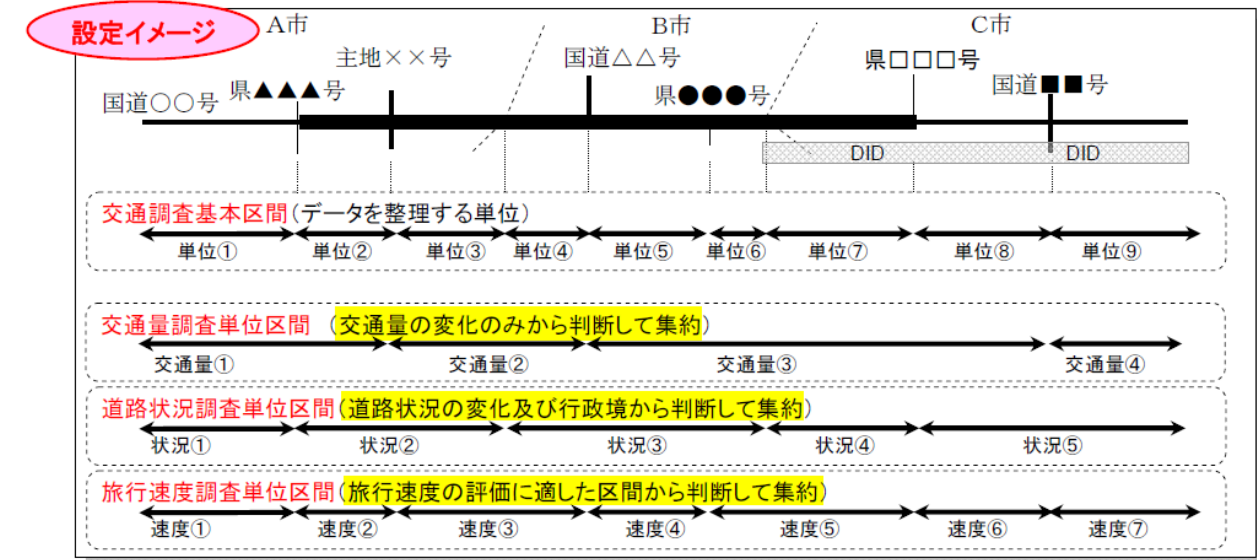 設定イメージ
A市
B市
C市
主地××号
国道△△号
県□□□号
国道○○号
県▲▲▲号
県●●●号
国道■■号
DID
DID
交通調査基本区間(データを整理する単位)
単位①
単位②
単位③
単位④
単位⑤
単位⑥
単位⑦
単位⑧
単位⑨
交通量調査単位区間 (交通量の変化のみから判断して集約)
交通量①
交通量②
交通量③
交通量④
道路状況調査単位区間(道路状況の変化及び行政境から判断して集約)
状況①
状況②
状況③
状況④
状況⑤
旅行速度調査単位区間(旅行速度の評価に適した区間から判断して集約)
速度①
速度②
速度③
速度④
速度⑤
速度⑥
速度⑦